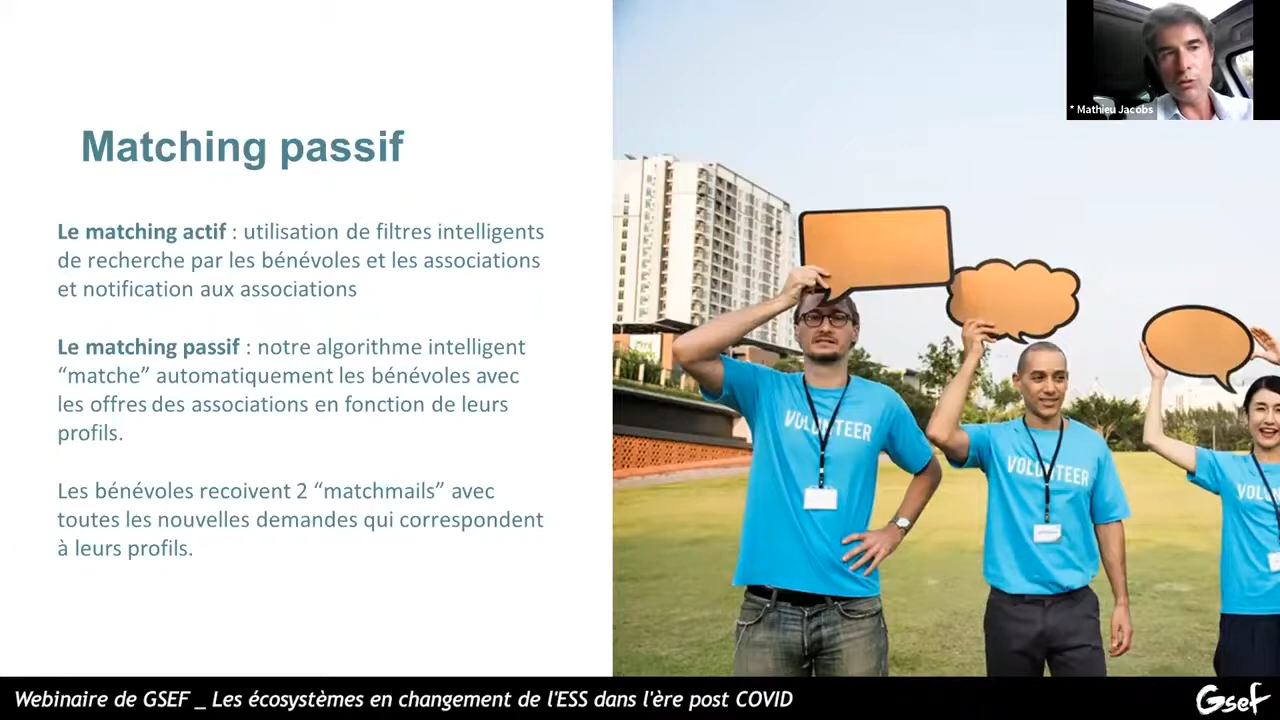 * Mathieu Jacobs
Matching passif
Le matching actif : utilisation de filtres intelligents
de recherche par les bénévoles et les associations
et notification aux associations
Le matching passif : notre algorithme intelligent
“matche” automatiquement les bénévoles avec
les offres des associations en fonction de leurs
profils.
Les bénévoles recoivent 2 “matchmails” avec
toutes les nouvelles demandes qui correspondent
à leurs profils.
VOLUNTEER
VOLUNTEER
Webinaire de GSEF _ Les écosystèmes en changement de l'ESS dans l'ère post COVID
Gsef